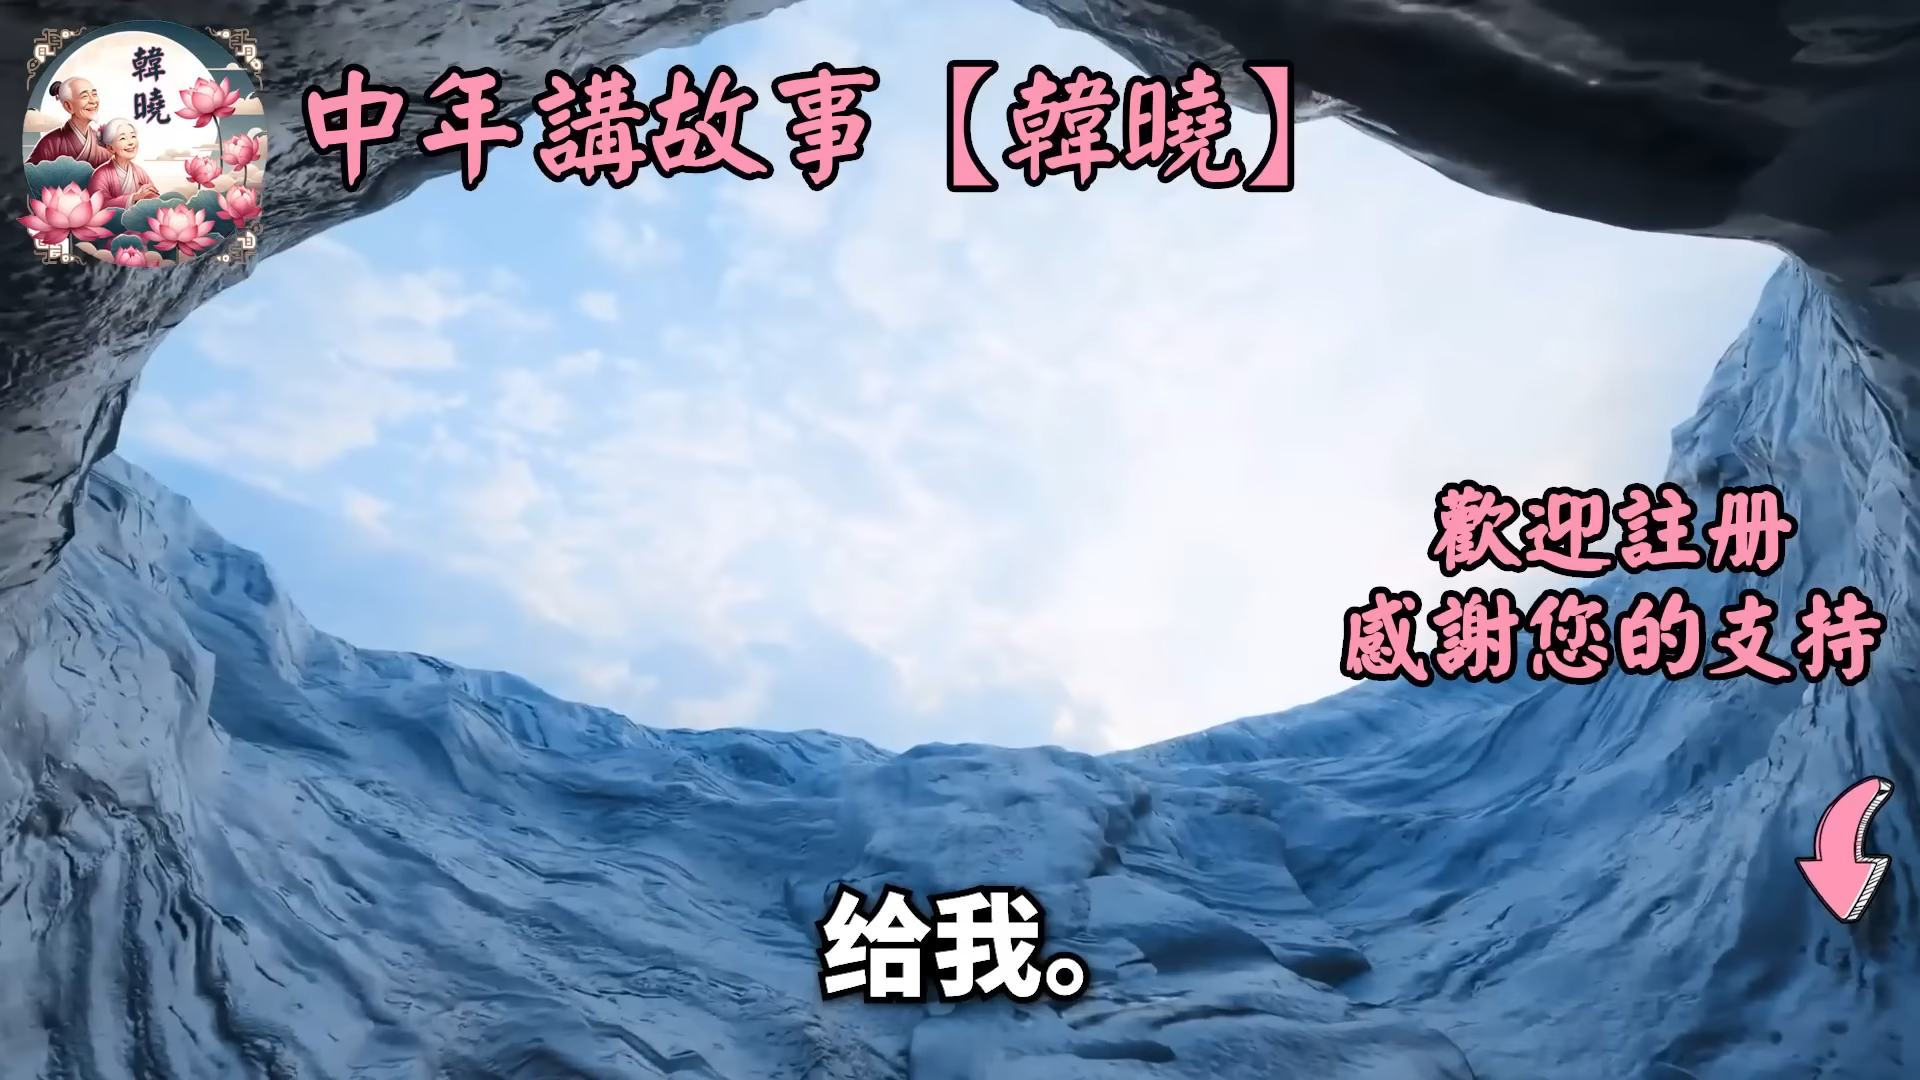 韓曉
中年講故事【韓曉】
歡迎註册
感謝您的支持
给我。